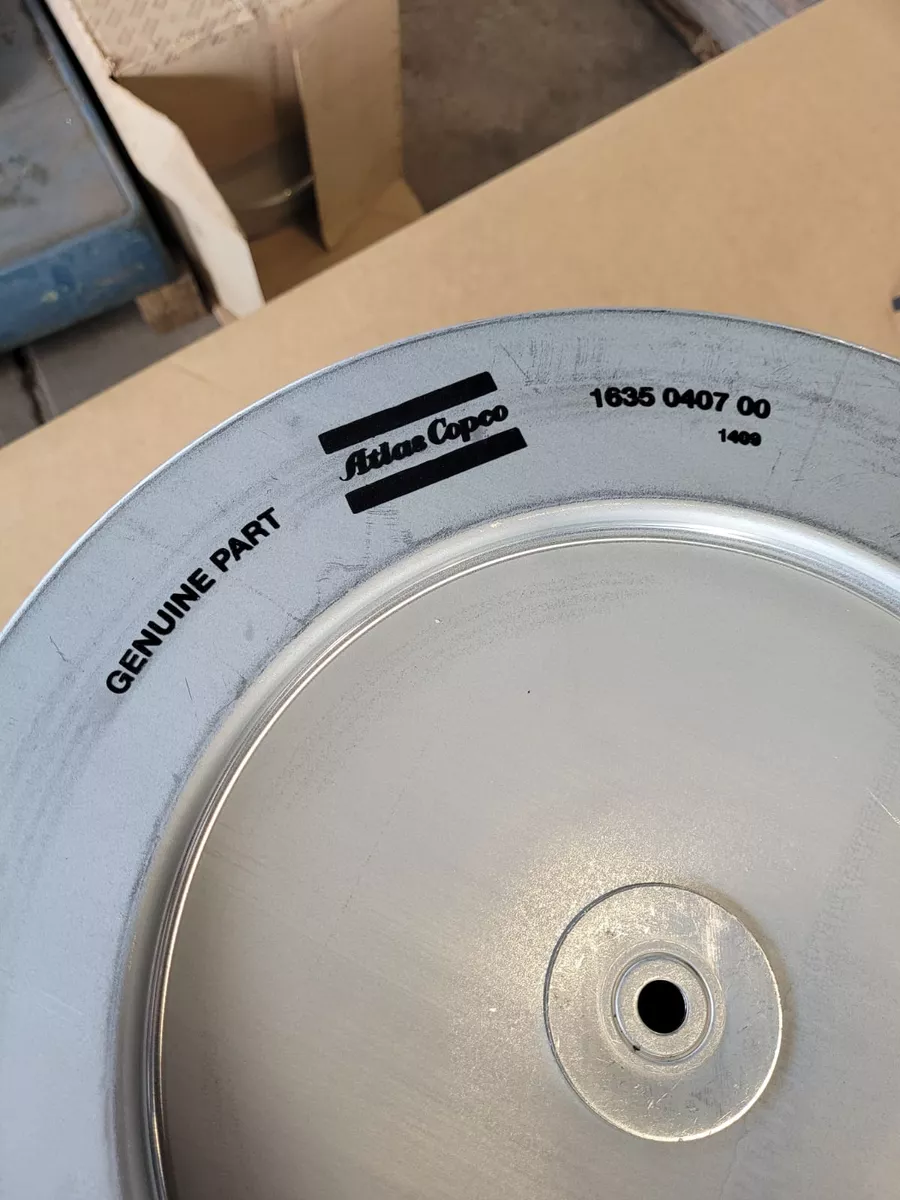 GENUINE PART
Atlas Copco
1635 0407 00
1409